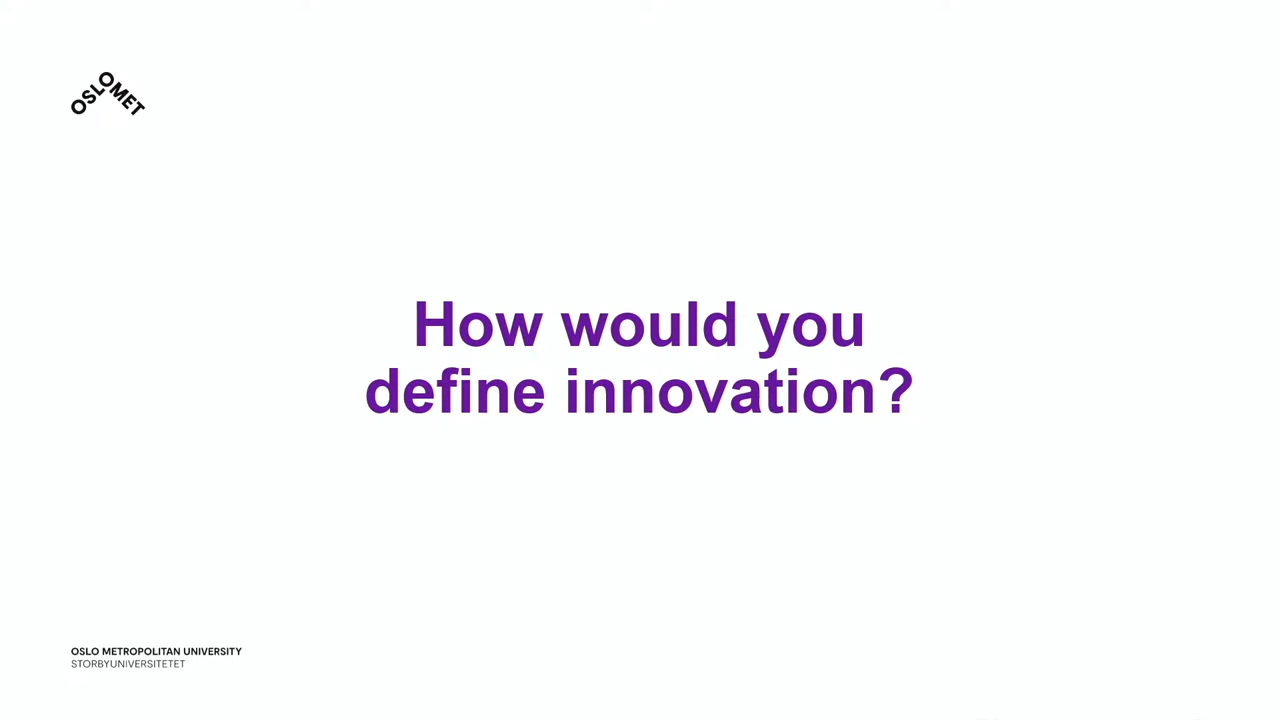 OSLOMET
How would you
define innovation?
OSLO METROPOLITAN UNIVERSITY
STORBYUNIVERSITETET